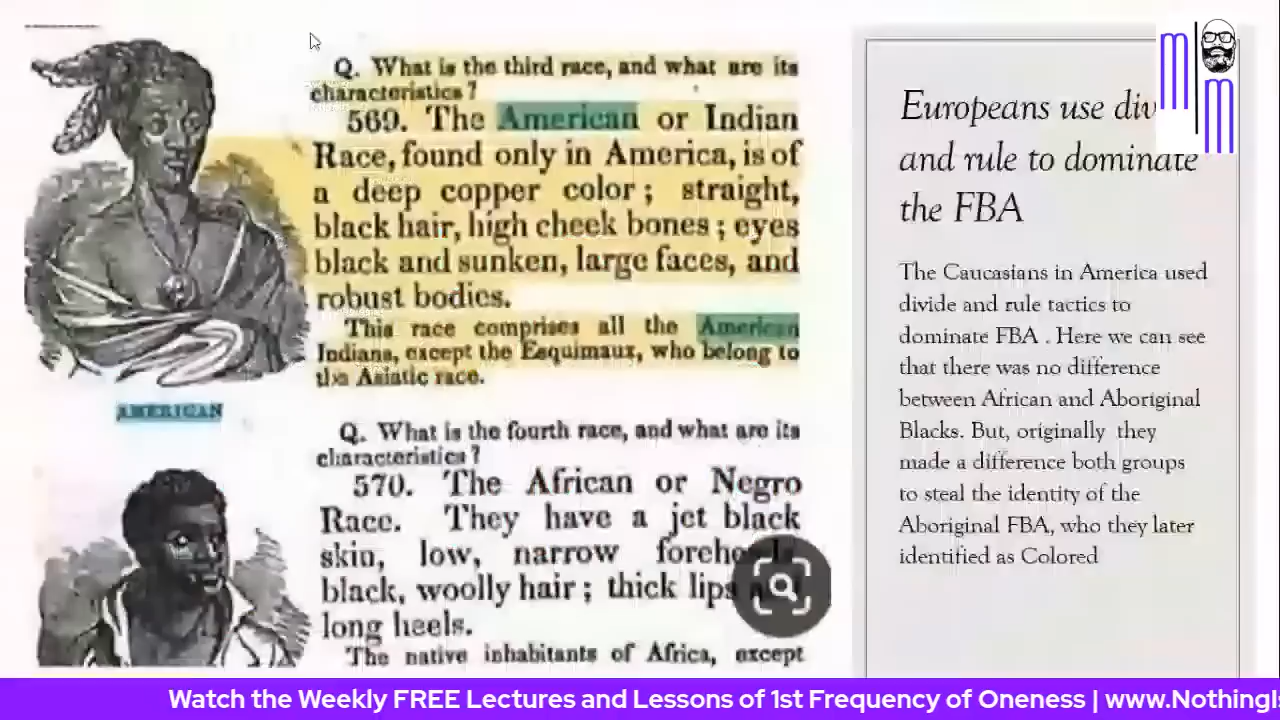 Q. What is the third race, and what are its
characteristics?
569. The American or Indian
Race, found only in America, is of
a deep copper color; straight,
black hair, high cheek bones; eyes
black and sunken, large faces, and
robust bodies.
This race comprises all the American
Indians, except the Esquimaux, who belong to
the Asiatic race.
AMERICAN
Q. What is the fourth race, and what are its
characteristics?
570. The African or Negro
Race. They have a jet black
skin, low, narrow
black, woolly hair; thick lips
long heels.
The native inhabitants of Africa, except
Europeans use div
and rule to dominate
the FBA
The Caucasians in America used
divide and rule tactics to
dominate FBA . Here we can see
that there was no difference
between African and Aboriginal
Blacks. But, originally they
made a difference both groups
to steal the identity of the
Aboriginal FBA, who they later
identified as Colored
Watch the Weekly FREE Lectures and Lessons of 1st Frequency of Oneness | www.NothingIs